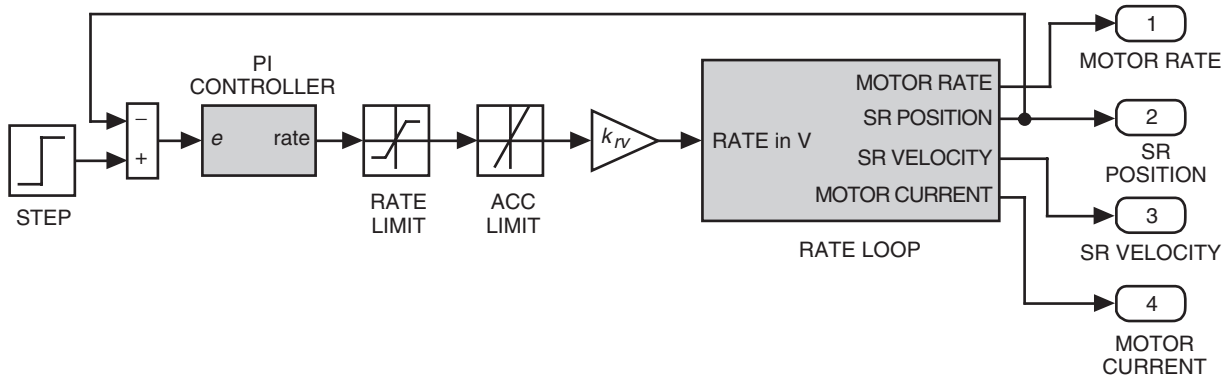 PI
CONTROLLER
−
+
STEP
e
rate
RATE
LIMIT
ACC
LIMIT
krv
RATE in V
MOTOR RATE
SR POSITION
SR VELOCITY
MOTOR CURRENT
RATE LOOP
1
MOTOR RATE
2
SR
POSITION
3
SR VELOCITY
4
MOTOR
CURRENT